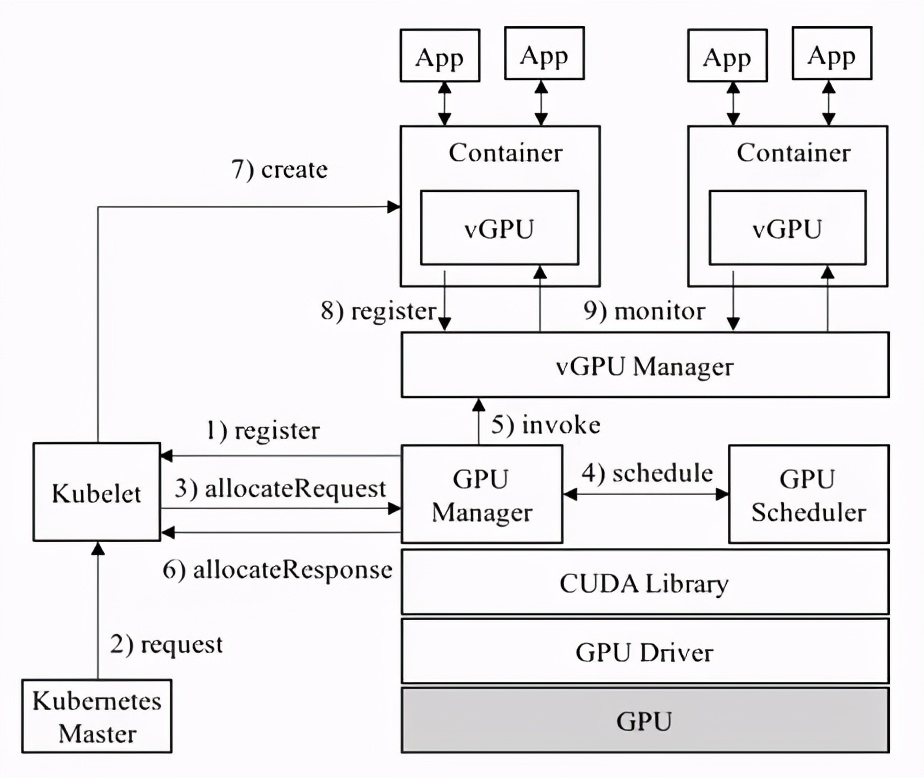 App
App
App
App
Container
Container
7) create
vGPU
vGPU
8) register
9) monitor
vGPU Manager
1) register
5) invoke
Kubelet
3) allocateRequest
GPU
Manager
4) schedule
GPU
Scheduler
6) allocateResponse
CUDA Library
2) request
GPU Driver
Kubernetes
Master
GPU